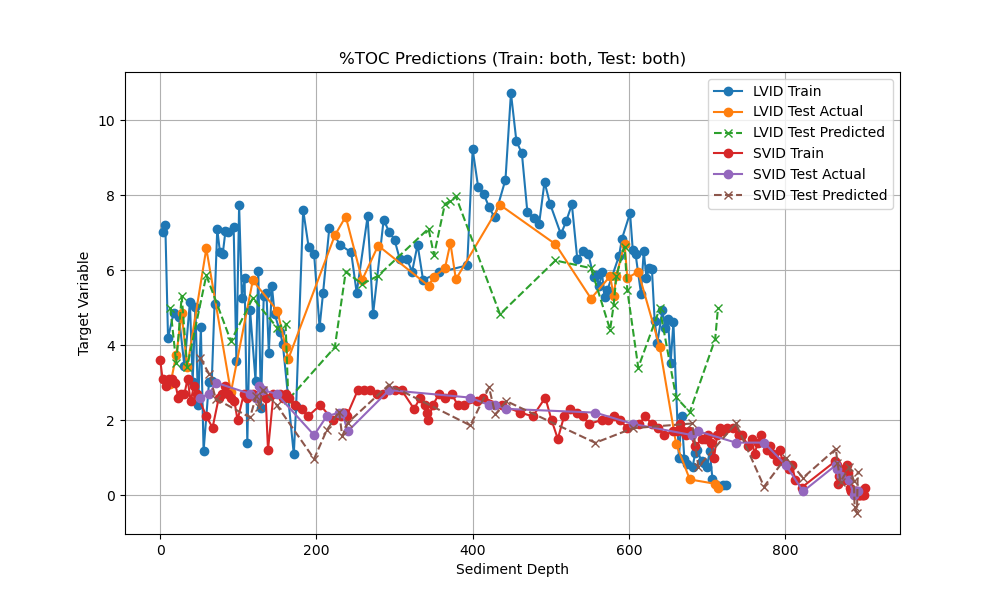 %TOC Predictions (Train: both, Test: both)
LVID Train
LVID Test Actual
LVID Test Predicted
SVID Train
SVID Test Actual
SVID Test Predicted
Target Variable
10
8
6
4
2
0
0 200 400 600 800
Sediment Depth